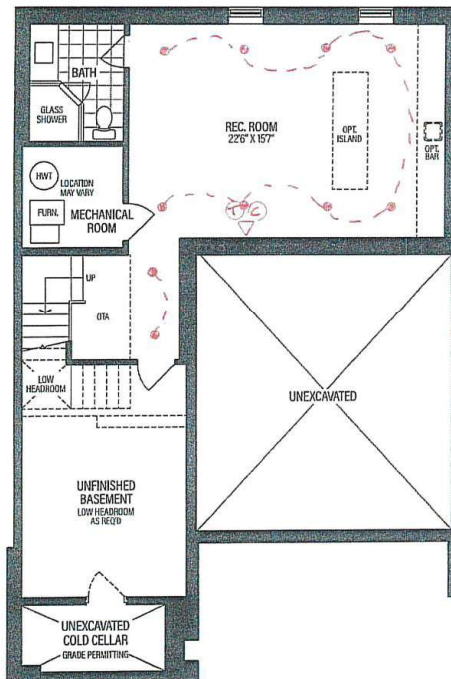 BATH
GLASS
SHOWER
REC. ROOM
22'6" X 15'7"
OPT.
ISLAND
OPT.
BAR
HWT
LOCATION
MAY VARY
FURN.
MECHANICAL
ROOM
T/C
UP
OTA
LOW
HEADROOM
UNEXCAVATED
UNFINISHED
BASEMENT
LOW HEADROOM
AS REQ'D
UNEXCAVATED
COLD CELLAR
GRADE PERMITTING